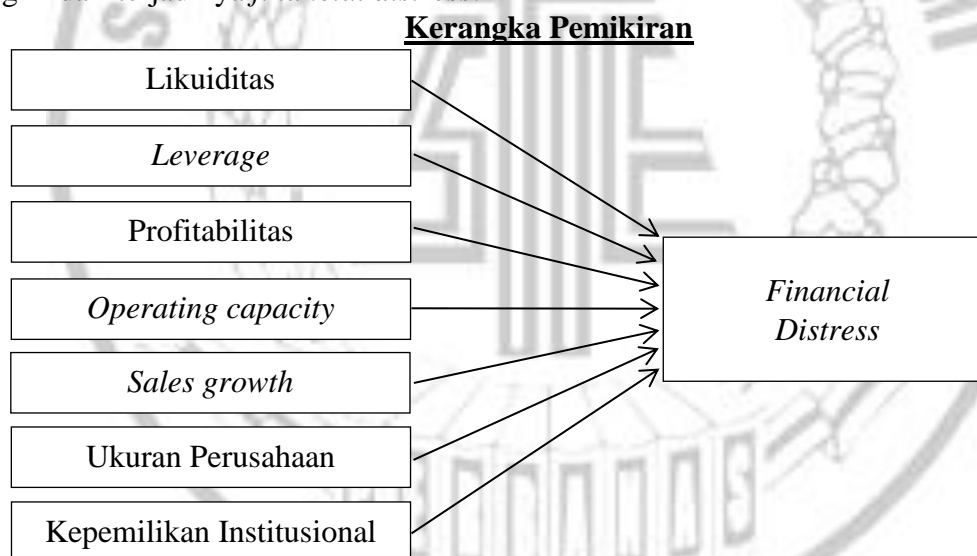 Kerangka Pemikiran
Likuiditas
Leverage
Profitabilitas
Operating capacity
Sales growth
Ukuran Perusahaan
Kepemilikan Institusional
Financial
Distress